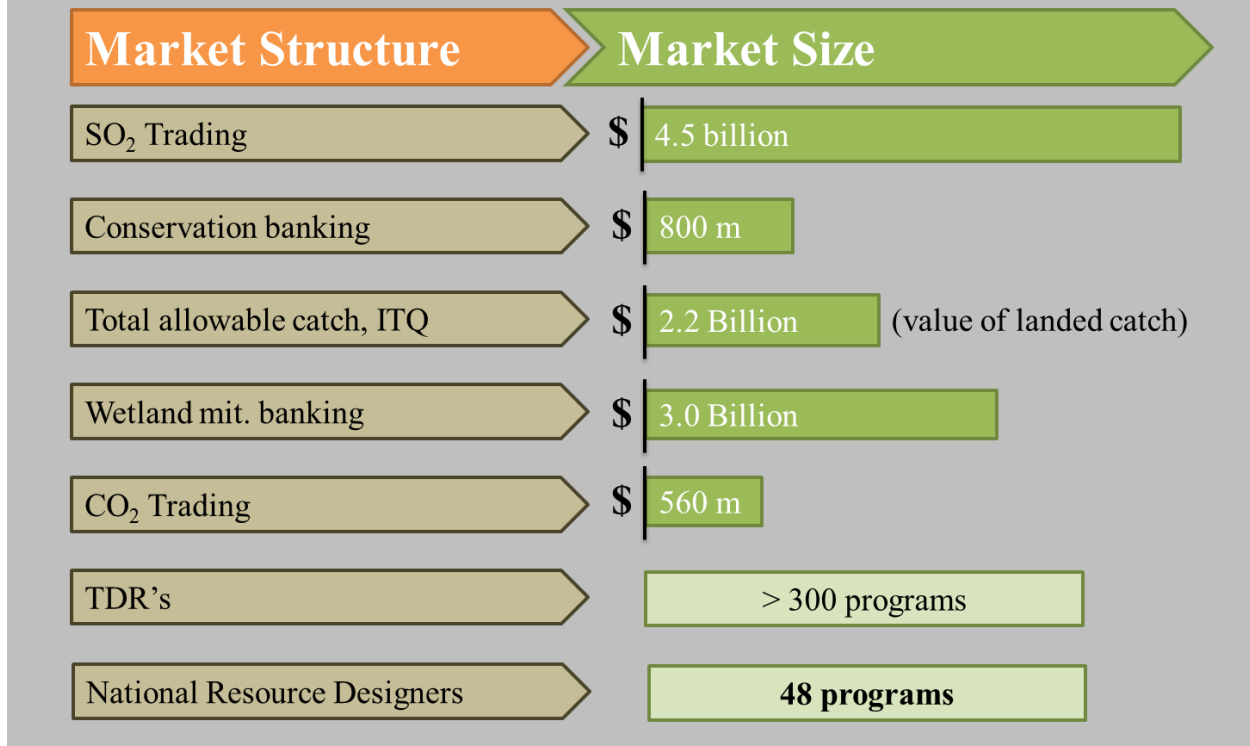 Market Structure Market Size
SO₂ Trading $ 4.5 billion
Conservation banking $ 800 m
Total allowable catch, ITQ $ 2.2 Billion (value of landed catch)
Wetland mit. banking $ 3.0 Billion
CO₂ Trading $ 560 m
TDR’s > 300 programs
National Resource Designers 48 programs